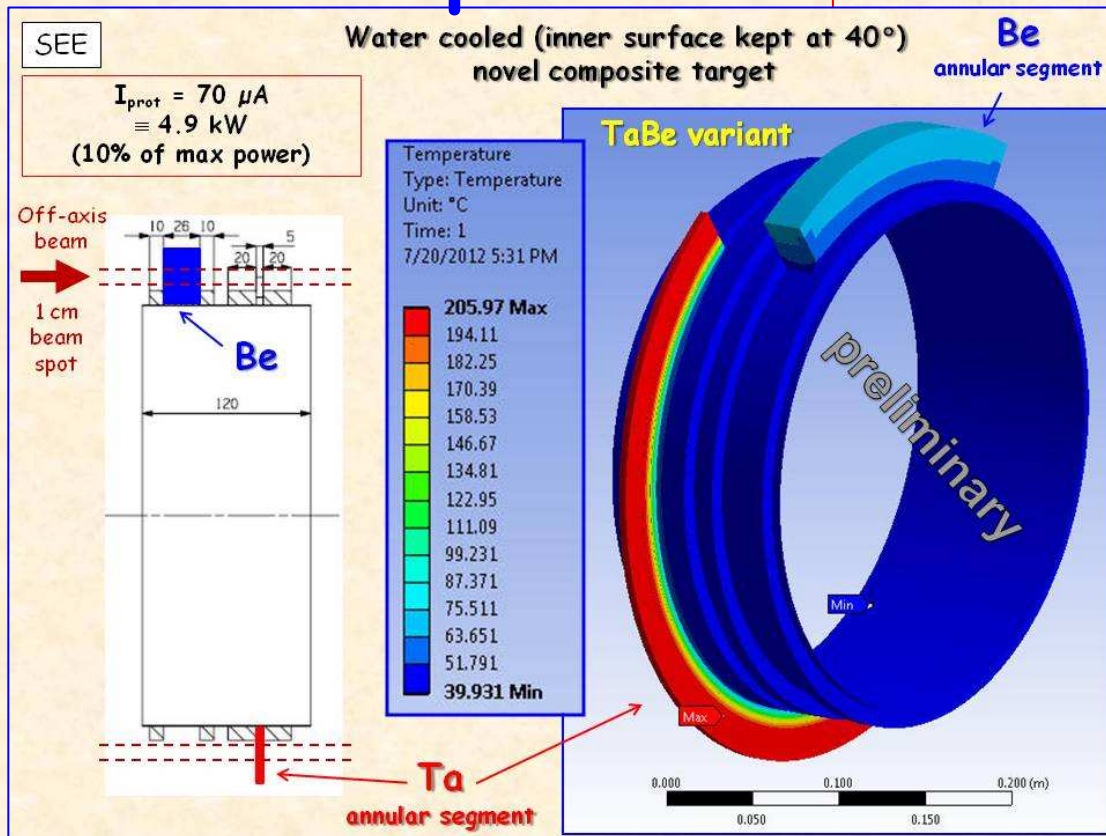 SEE
Water cooled (inner surface kept at 40°)
novel composite target
Be
annular segment
I_prot = 70 μA
≡ 4.9 kW
(10% of max power)
TaBe variant
Temperature
Type: Temperature
Unit: °C
Time: 1
7/20/2012 5:31 PM
205.97 Max
194.11
182.25
170.39
158.53
146.67
134.81
122.95
111.09
99.231
87.371
75.511
63.651
51.791
39.931 Min
Off-axis
beam
1 cm
beam
spot
10 26 10
5
20 20
Be
120
preliminary
Min
Max
Ta
annular segment
0.000 0.100 0.200 (m)
0.050 0.150